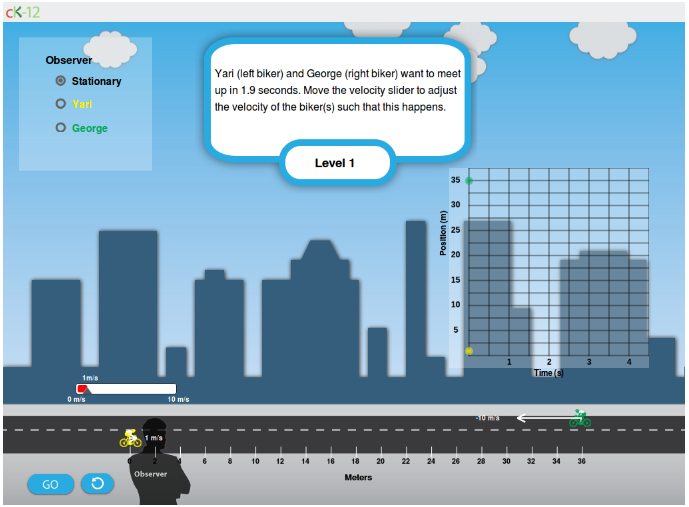 cK-12
Observer
Stationary
Yari
George
Yari (left biker) and George (right biker) want to meet
up in 1.9 seconds. Move the velocity slider to adjust
the velocity of the biker(s) such that this happens.
Level 1
35
30
25
20
15
10
5
Position (m)
1 2 3 4
Time (s)
1m/s
0 m/s 10 m/s
-10 m/s
1 m/s
0 2 4 6 8 10 12 14 16 18 20 22 24 26 28 30 32 34 36
Observer
Meters
GO